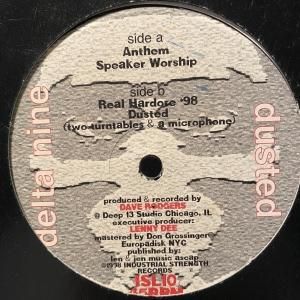 side a
Anthem
Speaker Worship
side b
Real Hardcore '98
Dusted
(two turntables & a microphone)
delta nine
dusted
produced & recorded by
DAVE RODGERS
@ Deep 13 Studio Chicago, IL
executive producer:
LENNY DEE
mastered by Don Grossinger
Europadisk NYC
published by:
len & jen music ascap
©1998 INDUSTRIAL STRENGTH
RECORDS